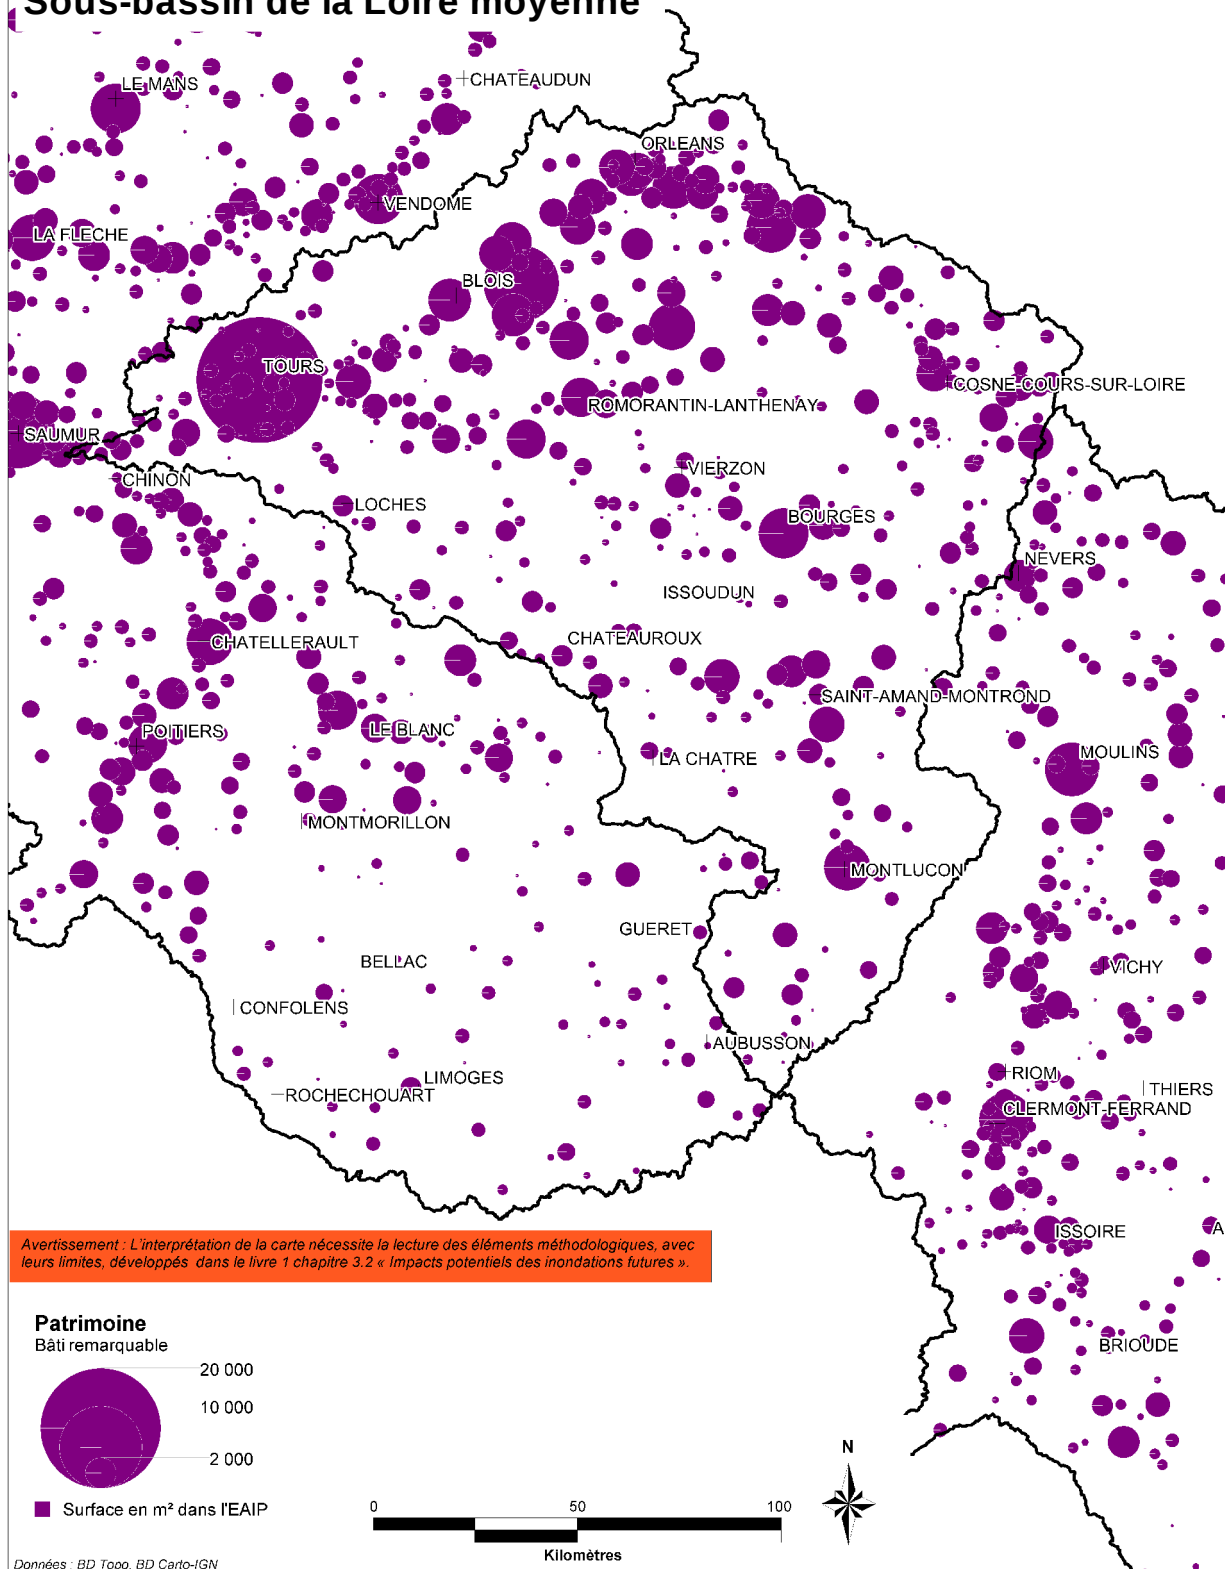 Sous-bassin de la Loire moyenne
CHATEAUDUN
LE MANS
ORLEANS
VENDOME
LA FLECHE
BLOIS
TOURS
COSNE-COURS-SUR-LOIRE
ROMORANTIN-LANTHENAY
SAUMUR
VIERZON
CHINON
LOCHES
BOURGES
NEVERS
ISSOUDUN
CHATEAUROUX
CHATELLERAULT
SAINT-AMAND-MONTROND
POITIERS
LE BLANC
MOULINS
LA CHATRE
MONTMORILLON
MONTLUCON
GUERET
BELLAC
VICHY
CONFOLENS
AUBUSSON
RIOM
LIMOGES
THIERS
ROCHECHOUART
CLERMONT-FERRAND
ISSOIRE
A
Avertissement : L'interprétation de la carte nécessite la lecture des éléments méthodologiques, avec
leurs limites, développés dans le livre 1 chapitre 3.2 « Impacts potentiels des inondations futures ».
BRIOUDE
Patrimoine
Bâti remarquable
20 000
10 000
2 000
Surface en m² dans l'EAIP
N
0 50 100
Kilomètres
Données : BD Topo, BD Carto-IGN